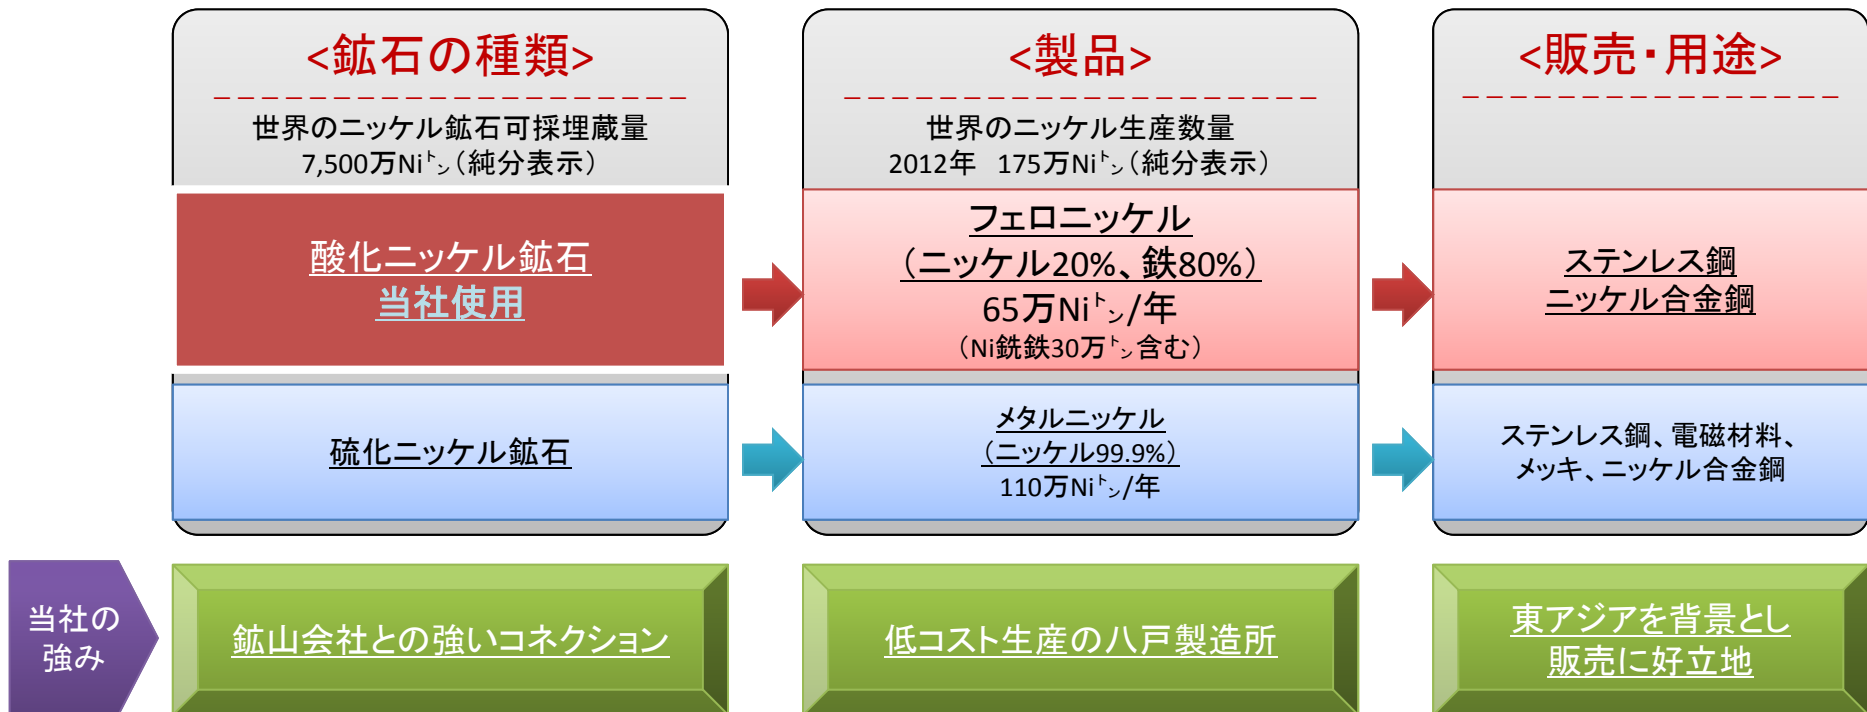 <鉱石の種類>
世界のニッケル鉱石可採埋蔵量
7,500万Niトン（純分表示）
酸化ニッケル鉱石
当社使用
硫化ニッケル鉱石
<製品>
世界のニッケル生産数量
2012年 175万Niトン（純分表示）
フェロニッケル
（ニッケル20%、鉄80%）
65万Niトン/年
（Ni銑鉄30万トン含む）
メタルニッケル
（ニッケル99.9%）
110万Niトン/年
<販売・用途>
ステンレス鋼
ニッケル合金鋼
ステンレス鋼、電磁材料、
メッキ、ニッケル合金鋼
当社の
強み
鉱山会社との強いコネクション
低コスト生産の八戸製造所
東アジアを背景とし
販売に好立地